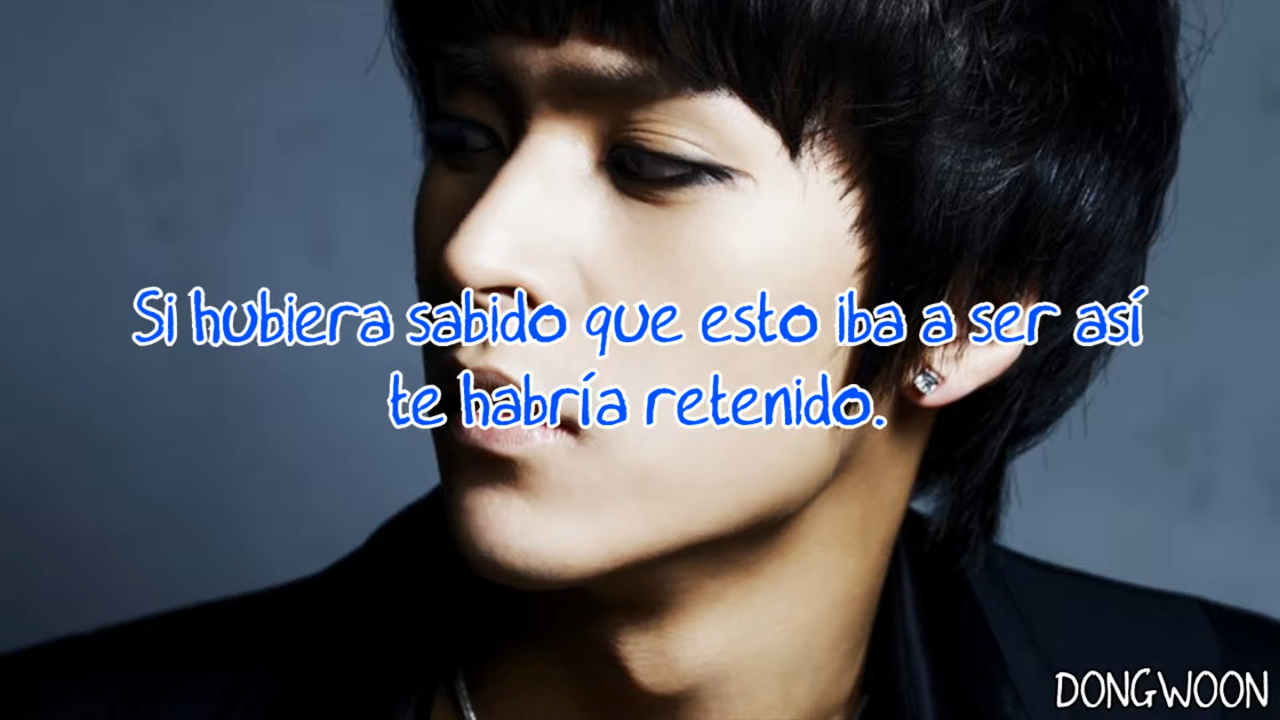 Si hubiera sabido que esto iba a ser así
te habría retenido.
DONGWOON